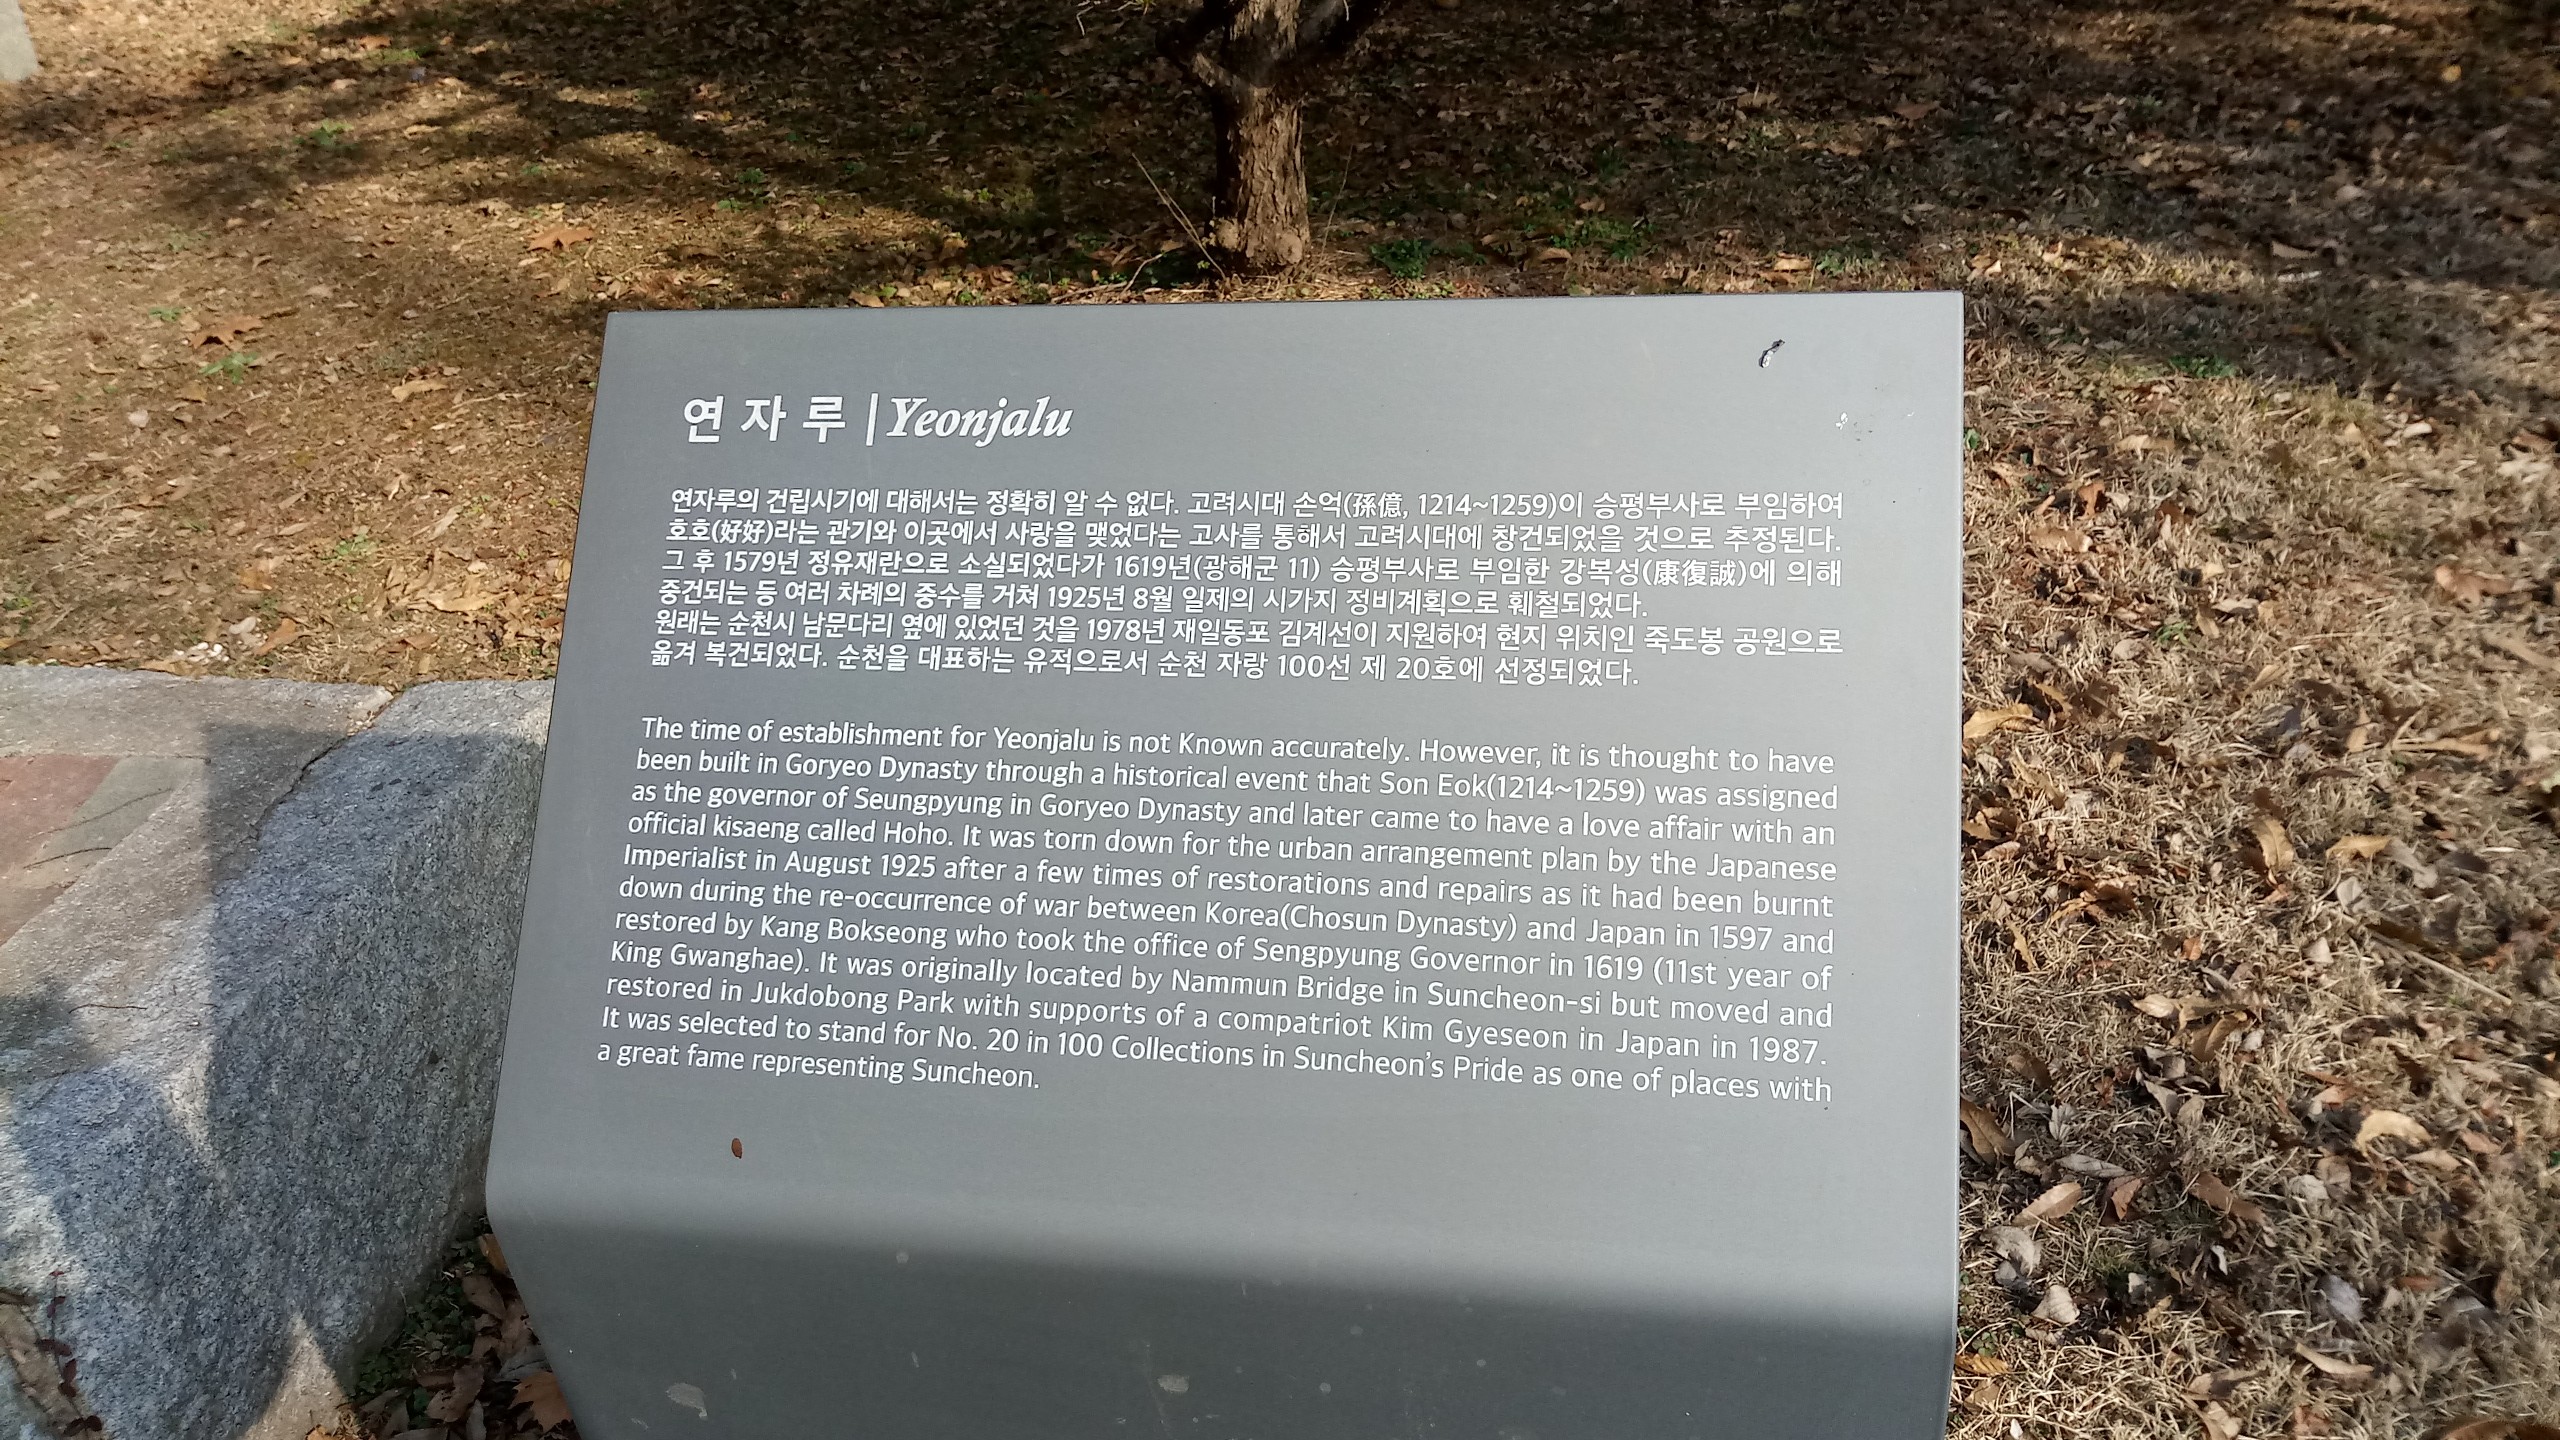 연자루 | Yeonjalu
연자루의 건립시기에 대해서는 정확히 알 수 없다. 고려시대 손억(孫億, 1214~1259)이 승평부사로 부임하여
호호(好好)라는 관기와 이곳에서 사랑을 맺었다는 고사를 통해서 고려시대에 창건되었을 것으로 추정된다.
그 후 1579년 정유재란으로 소실되었다가 1619년(광해군 11) 승평부사로 부임한 강복성(康復誠)에 의해
중건되는 등 여러 차례의 중수를 거쳐 1925년 8월 일제의 시가지 정비계획으로 훼철되었다.
원래는 순천시 남문다리 옆에 있었던 것을 1978년 재일동포 김계선이 지원하여 현지 위치인 죽도봉 공원으로
옮겨 복건되었다. 순천을 대표하는 유적으로서 순천 자랑 100선 제 20호에 선정되었다.
The time of establishment for Yeonjalu is not Known accurately. However, it is thought to have
been built in Goryeo Dynasty through a historical event that Son Eok(1214~1259) was assigned
as the governor of Seungpyung in Goryeo Dynasty and later came to have a love affair with an
official kisaeng called Hoho. It was torn down for the urban arrangement plan by the Japanese
Imperialist in August 1925 after a few times of restorations and repairs as it had been burnt
down during the re-occurrence of war between Korea(Chosun Dynasty) and Japan in 1597 and
restored by Kang Bokseong who took the office of Sengpyung Governor in 1619 (11st year of
King Gwanghae). It was originally located by Nammun Bridge in Suncheon-si but moved and
restored in Jukdobong Park with supports of a compatriot Kim Gyeseon in Japan in 1987.
It was selected to stand for No. 20 in 100 Collections in Suncheon's Pride as one of places with
a great fame representing Suncheon.